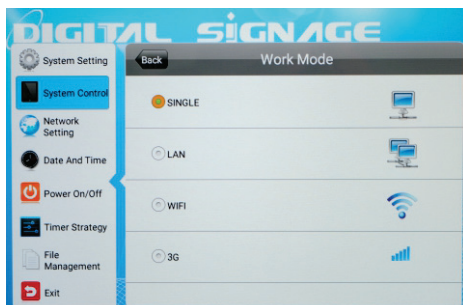 DIGITAL SIGNAGE
System Setting
System Control
Network
Setting
Date And Time
Power On/Off
Timer Strategy
File
Management
Exit
Back
Work Mode
SINGLE
LAN
WIFI
3G